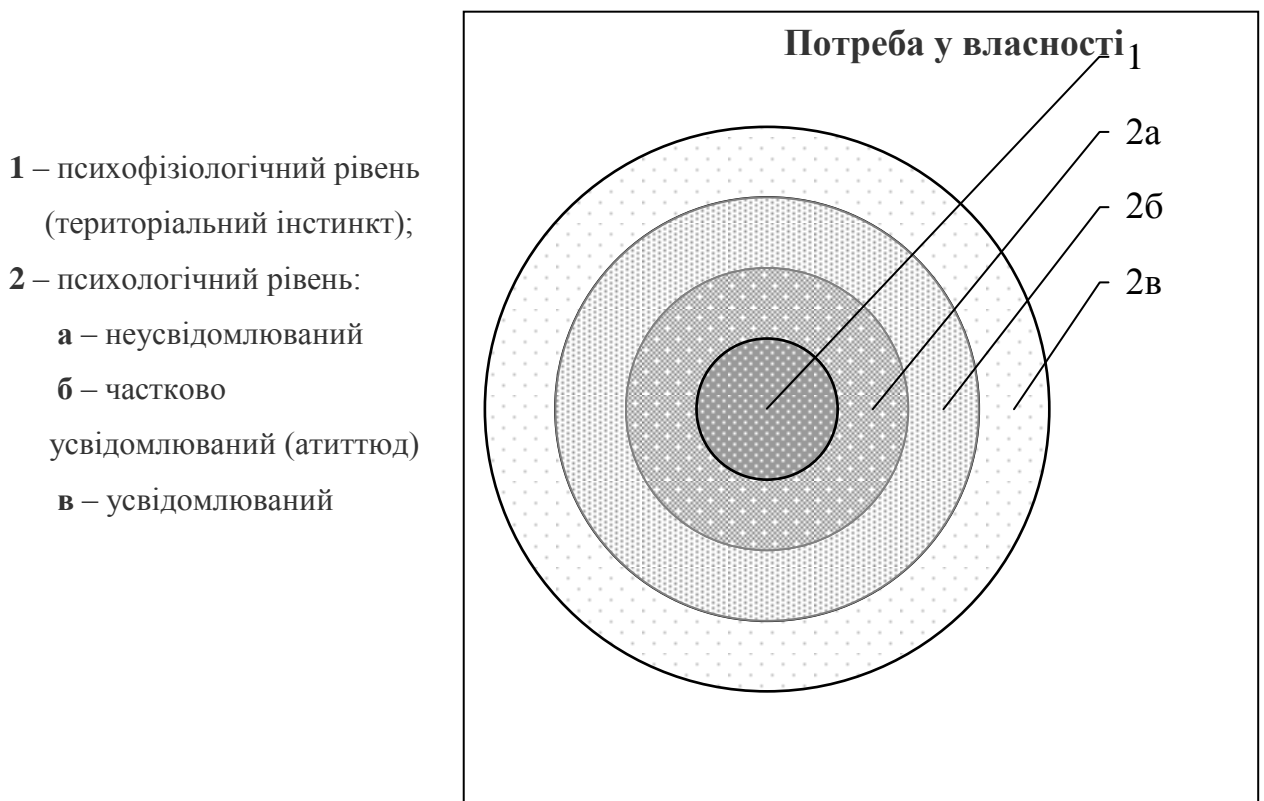 Потреба у власності
1
2а
2б
2в
1 – психофізіологічний рівень
(територіальний інстинкт);
2 – психологічний рівень:
а – неусвідомлюваний
б – частково
усвідомлюваний (атиттюд)
в – усвідомлюваний